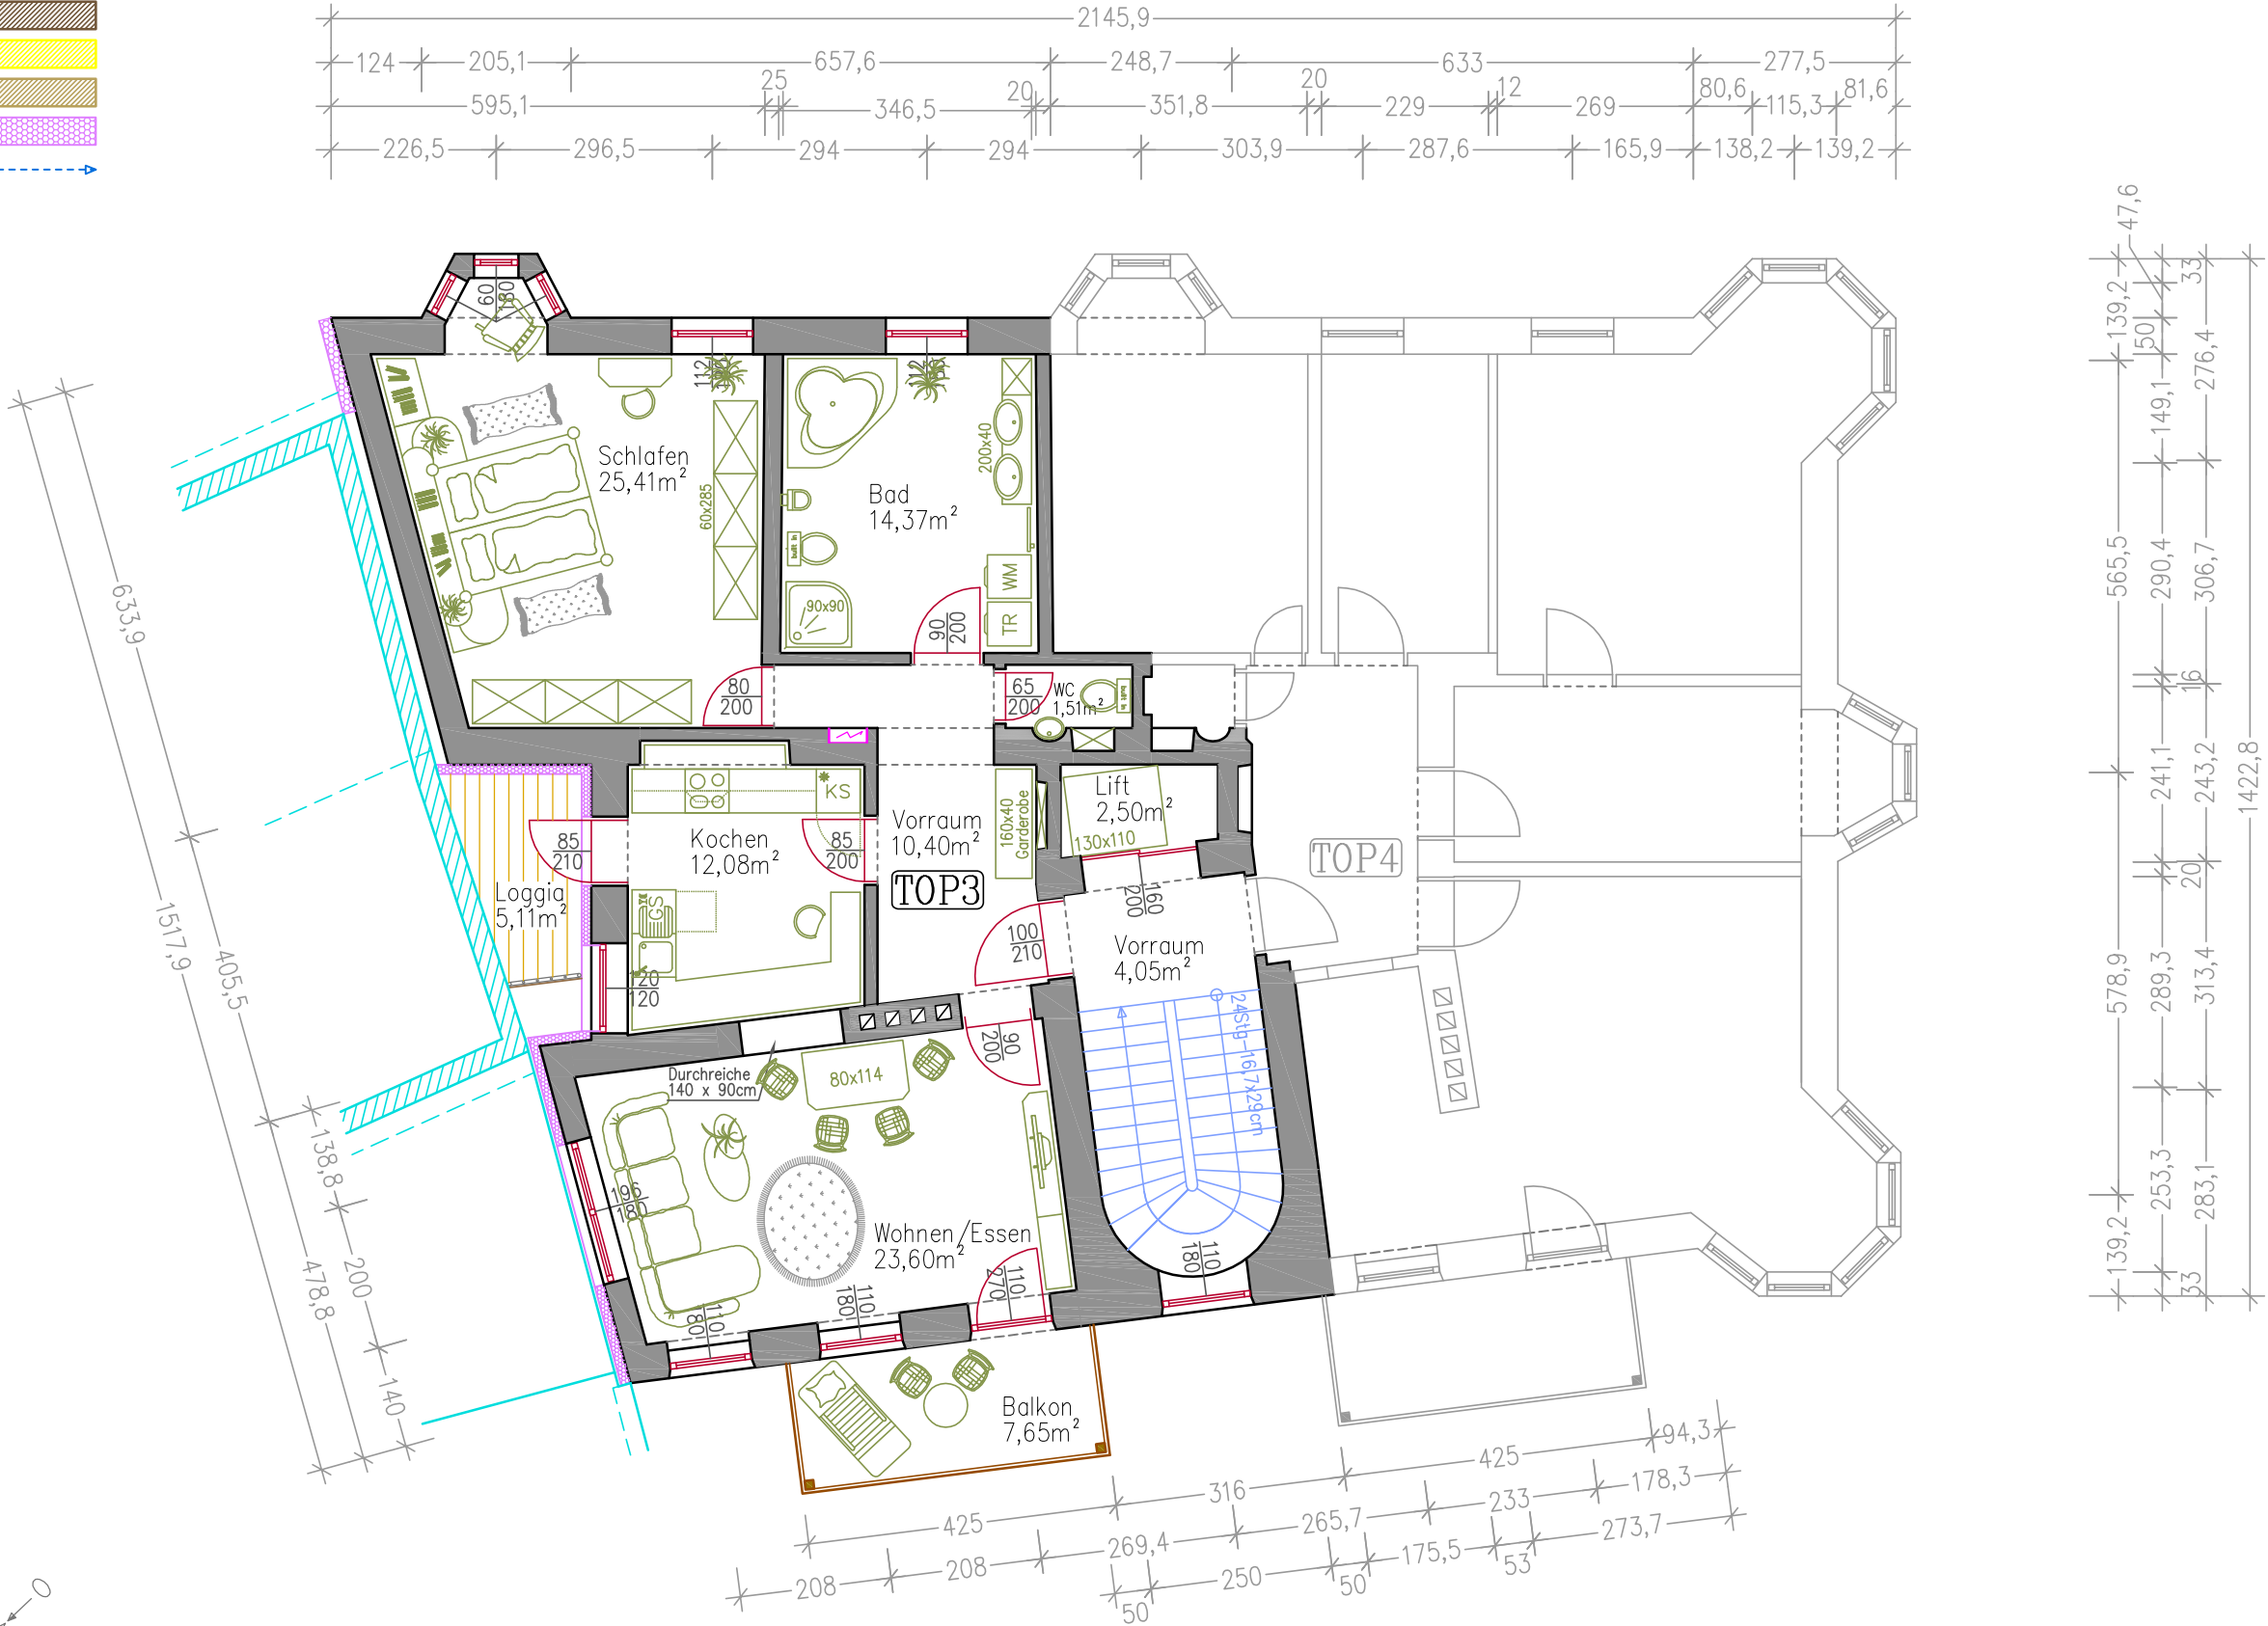 2145,9
124 205,1 657,6 248,7 633 277,5
595,1 25 346,5 20 351,8 20 229 12 269 80,6 115,3 81,6
226,5 296,5 294 294 303,9 287,6 165,9 138,2 139,2
47,6
139,2 565,5 578,9 139,2
50 149,1 290,4 241,1 289,3 253,3
33 276,4 306,7 16 243,2 20 313,4 283,1 33
1422,8
633,9 405,5 478,8
1517,9
138,8 200 140
60
180
Schlafen
25,41m²
60x285
Bad
14,37m²
200x40
built in
90x90
WM
TR
90
200
80
200
65
200
WC
1,51m²
built in
Lift
2,50m²
130x110
Vorraum
10,40m²
160x40
Garderobe
TOP3
TOP4
KS
Kochen
12,08m²
85
200
85
210
Loggia
5,11m²
GS
120
120
100
210
160
200
Vorraum
4,05m²
24Stg-16,7x29cm
90
200
Durchreiche
140 x 90cm
80x114
196
180
Wohnen/Essen
23,60m²
110
180
110
180
110
270
110
180
Balkon
7,65m²
425 316 425 94,3
208 208 269,4 265,7 233 178,3
50 250 50 175,5 53 273,7
O